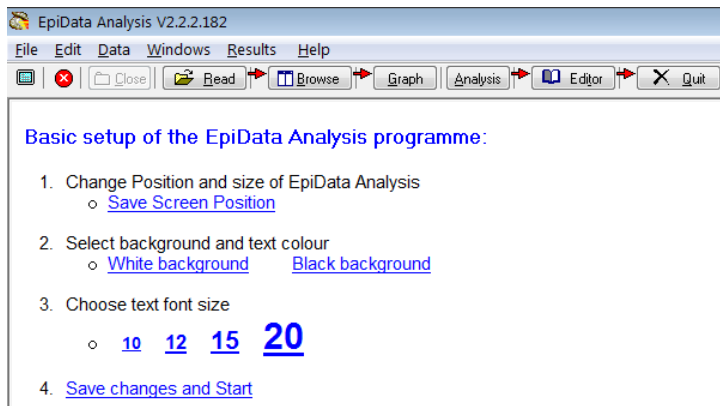 EpiData Analysis V2.2.2.182
File Edit Data Windows Results Help
Close Read Browse Graph Analysis Editor Quit
Basic setup of the EpiData Analysis programme:
1. Change Position and size of EpiData Analysis
o Save Screen Position
2. Select background and text colour
o White background Black background
3. Choose text font size
o 10 12 15 20
4. Save changes and Start